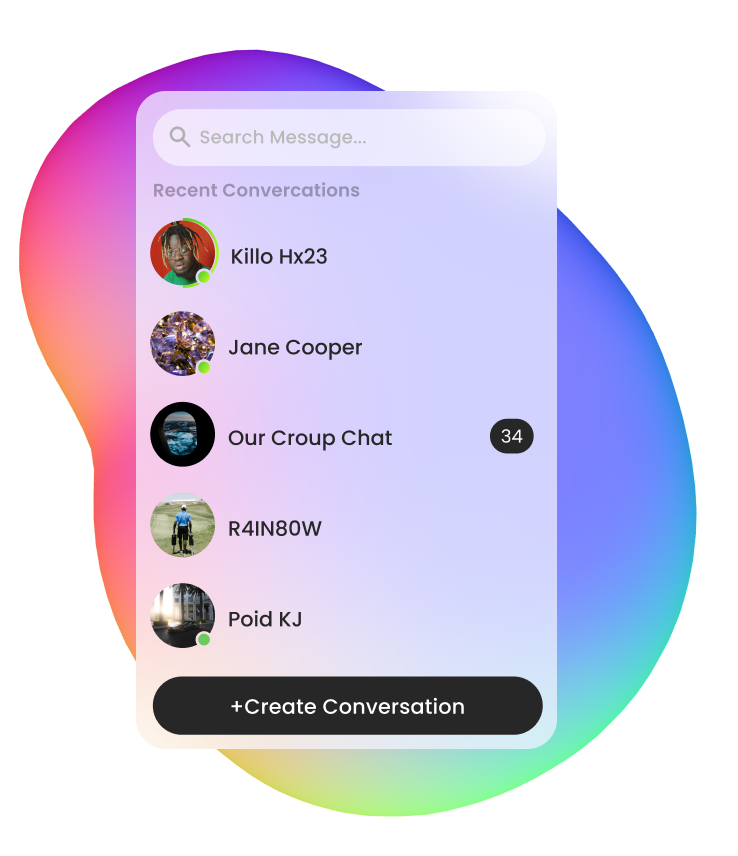 Search Message...
Recent Convercations
Killo Hx23
Jane Cooper
Our Croup Chat
34
R4IN80W
Poid KJ
+Create Conversation